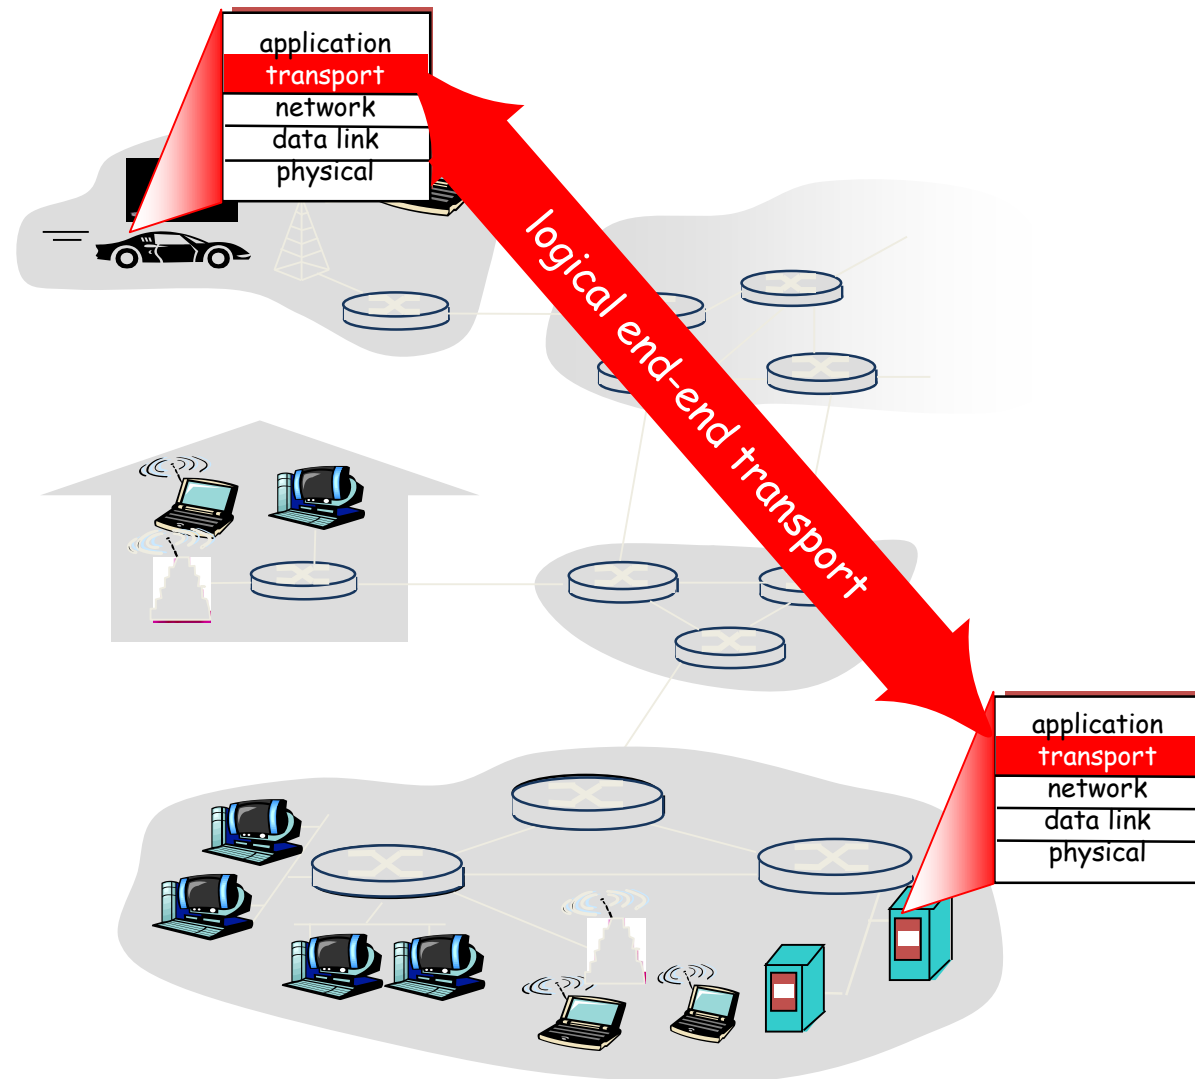 application
transport
network
data link
physical
logical end-end transport
application
transport
network
data link
physical